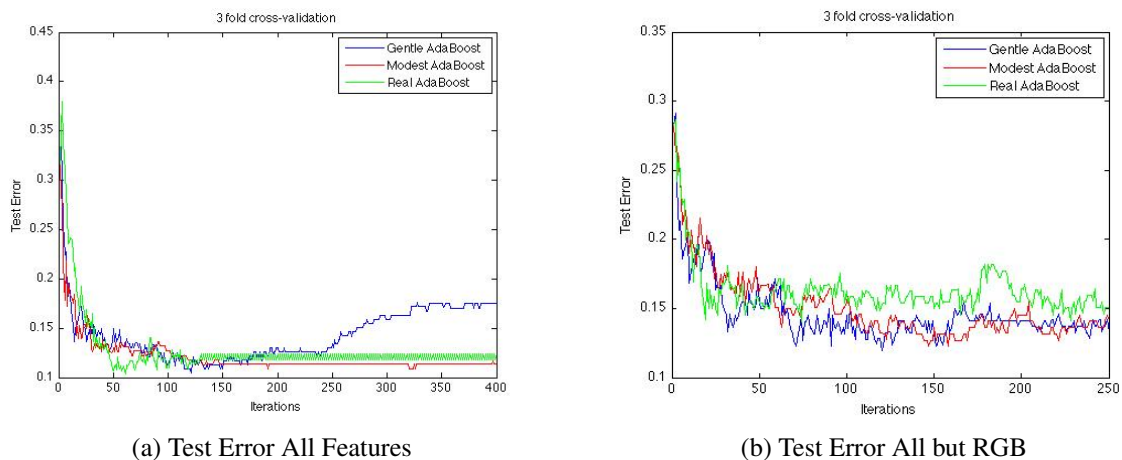 3 fold cross-validation
0.45
0.4
0.35
0.3
0.25
0.2
0.15
0.1
Test Error
0 50 100 150 200 250 300 350 400
Iterations
Gentle AdaBoost
Modest AdaBoost
Real AdaBoost
(a) Test Error All Features
3 fold cross-validation
0.35
0.3
0.25
0.2
0.15
0.1
Test Error
0 50 100 150 200 250
Iterations
Gentle AdaBoost
Modest AdaBoost
Real AdaBoost
(b) Test Error All but RGB